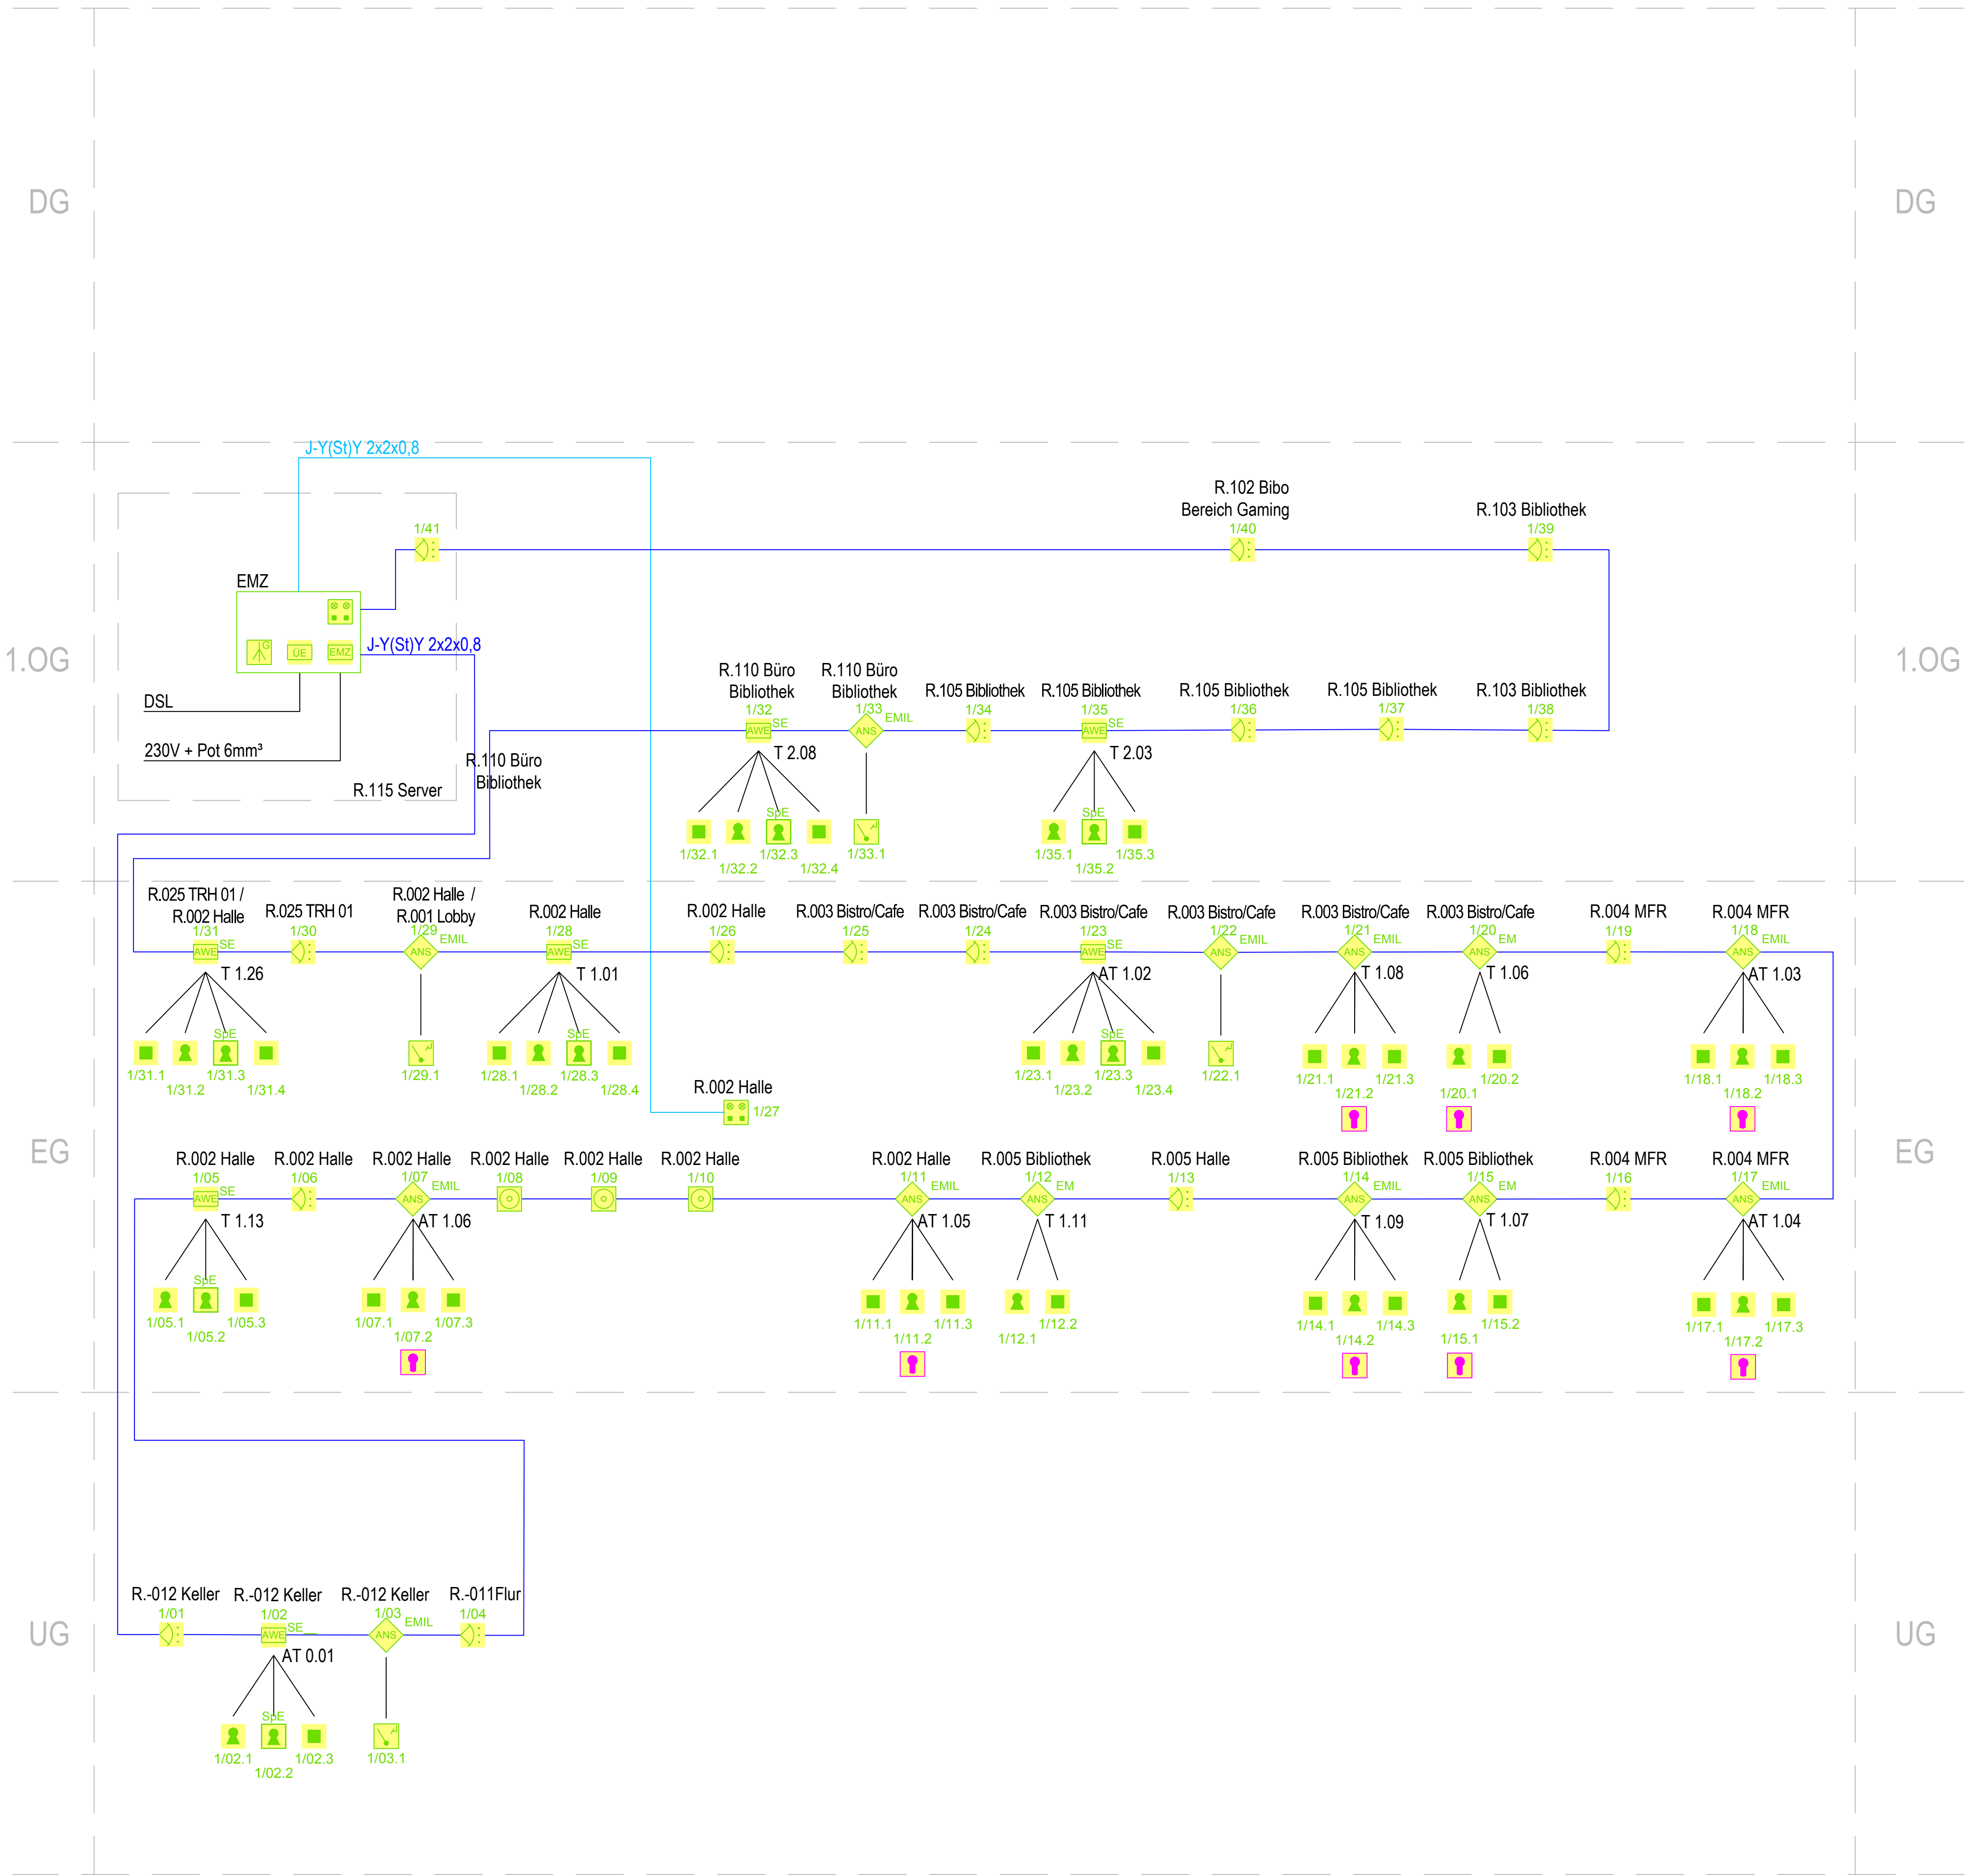 DG
DG
J-Y(St)Y 2x2x0,8
R.102 Bibo
Bereich Gaming
R.103 Bibliothek
1/41
1/40
1/39
EMZ
G
ÜE
EMZ
J-Y(St)Y 2x2x0,8
1.OG
1.OG
DSL
230V + Pot 6mm³
R.115 Server
R.110 Büro
Bibliothek
R.110 Büro
Bibliothek
R.110 Büro
Bibliothek
R.105 Bibliothek
R.105 Bibliothek
R.105 Bibliothek
R.105 Bibliothek
R.103 Bibliothek
1/32
1/33
1/34
1/35
1/36
1/37
1/38
AWE
SE
ANS
EMIL
AWE
SE
T 2.08
T 2.03
SpE
SpE
1/32.1
1/32.2
1/32.3
1/32.4
1/33.1
1/35.1
1/35.2
1/35.3
R.025 TRH 01 /
R.002 Halle
R.025 TRH 01
R.002 Halle /
R.001 Lobby
R.002 Halle
R.002 Halle
R.003 Bistro/Cafe
R.003 Bistro/Cafe
R.003 Bistro/Cafe
R.003 Bistro/Cafe
R.003 Bistro/Cafe
R.003 Bistro/Cafe
R.004 MFR
R.004 MFR
1/31
1/30
1/29
1/28
1/26
1/25
1/24
1/23
1/22
1/21
1/20
1/19
1/18
AWE
SE
ANS
EMIL
AWE
SE
AWE
SE
ANS
EMIL
ANS
EMIL
ANS
EM
ANS
EMIL
T 1.26
T 1.01
AT 1.02
T 1.08
T 1.06
AT 1.03
SpE
SpE
SpE
1/31.1
1/31.2
1/31.3
1/31.4
1/29.1
1/28.1
1/28.2
1/28.3
1/28.4
1/23.1
1/23.2
1/23.3
1/23.4
1/22.1
1/21.1
1/21.2
1/21.3
1/20.1
1/20.2
1/18.1
1/18.2
1/18.3
R.002 Halle
1/27
EG
EG
R.002 Halle
R.002 Halle
R.002 Halle
R.002 Halle
R.002 Halle
R.002 Halle
R.002 Halle
R.005 Bibliothek
R.005 Halle
R.005 Bibliothek
R.005 Bibliothek
R.004 MFR
R.004 MFR
1/05
1/06
1/07
1/08
1/09
1/10
1/11
1/12
1/13
1/14
1/15
1/16
1/17
AWE
SE
ANS
EMIL
ANS
EMIL
ANS
EM
ANS
EMIL
ANS
EM
ANS
EMIL
T 1.13
AT 1.06
AT 1.05
T 1.11
T 1.09
T 1.07
AT 1.04
SpE
1/05.1
1/05.2
1/05.3
1/07.1
1/07.2
1/07.3
1/11.1
1/11.2
1/11.3
1/12.1
1/12.2
1/14.1
1/14.2
1/14.3
1/15.1
1/15.2
1/17.1
1/17.2
1/17.3
R.-012 Keller
R.-012 Keller
R.-012 Keller
R.-011Flur
1/01
1/02
1/03
1/04
AWE
SE__
ANS
EMIL
UG
UG
AT 0.01
SpE
1/02.1
1/02.2
1/02.3
1/03.1